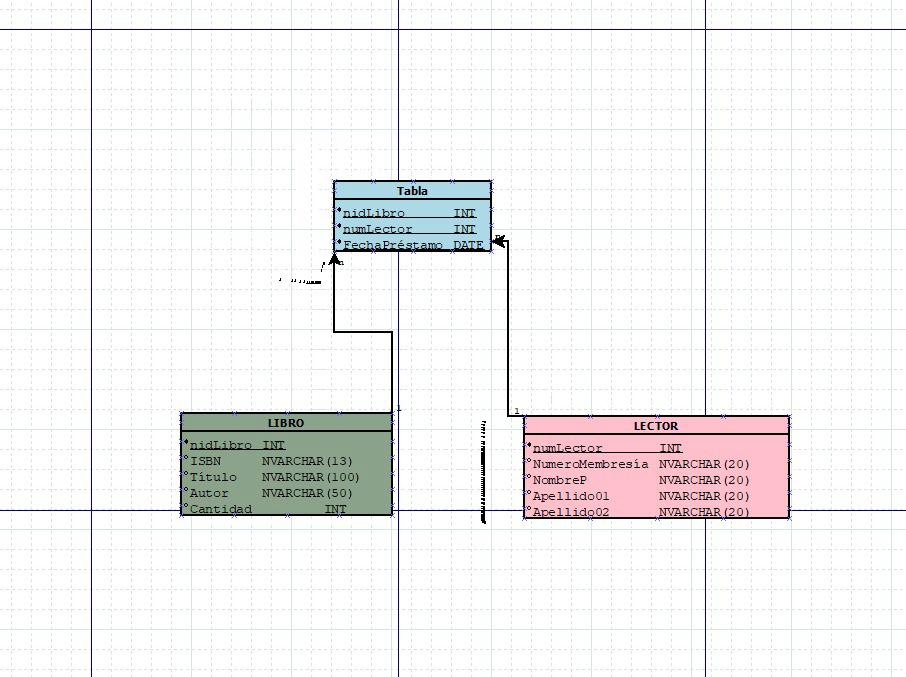 Tabla
nidLibro INT
numLector INT
FechaPréstamo DATE
n
n
1
1
LIBRO
nidLibro INT
ISBN NVARCHAR(13)
Título NVARCHAR(100)
Autor NVARCHAR(50)
Cantidad INT
LECTOR
numLector INT
NumeroMembresía NVARCHAR(20)
NombreP NVARCHAR(20)
Apellido01 NVARCHAR(20)
Apellido02 NVARCHAR(20)